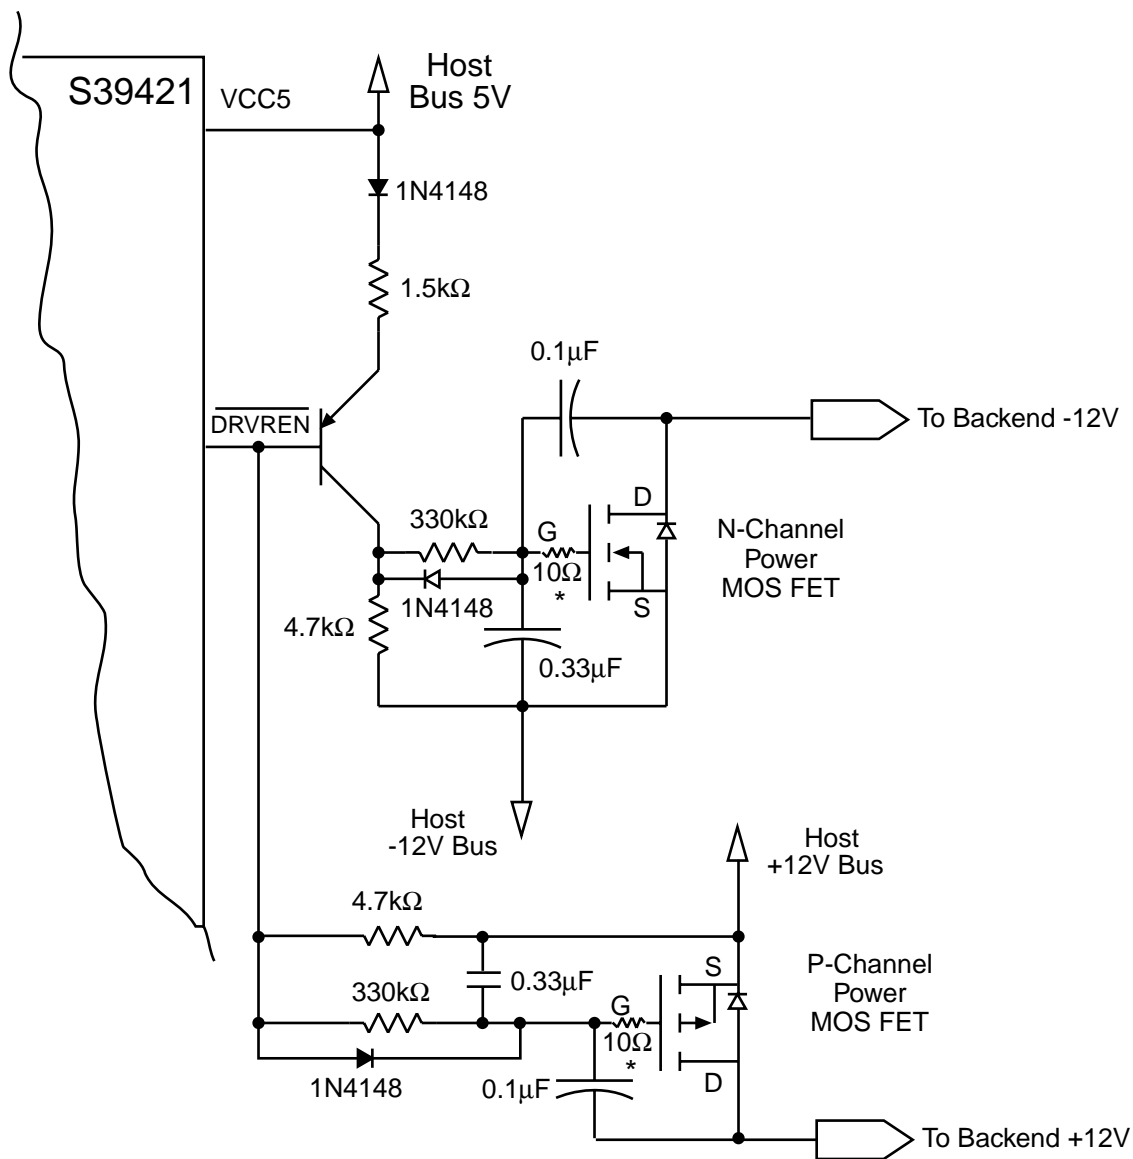 S39421
VCC5
Host
Bus 5V
1N4148
1.5kΩ
0.1μF
DRVREN
To Backend -12V
330kΩ
G
D
N-Channel
Power
MOS FET
10Ω
*
S
1N4148
4.7kΩ
0.33μF
Host
-12V Bus
Host
+12V Bus
4.7kΩ
S
P-Channel
Power
MOS FET
0.33μF
330kΩ
G
10Ω
*
D
1N4148
0.1μF
To Backend +12V